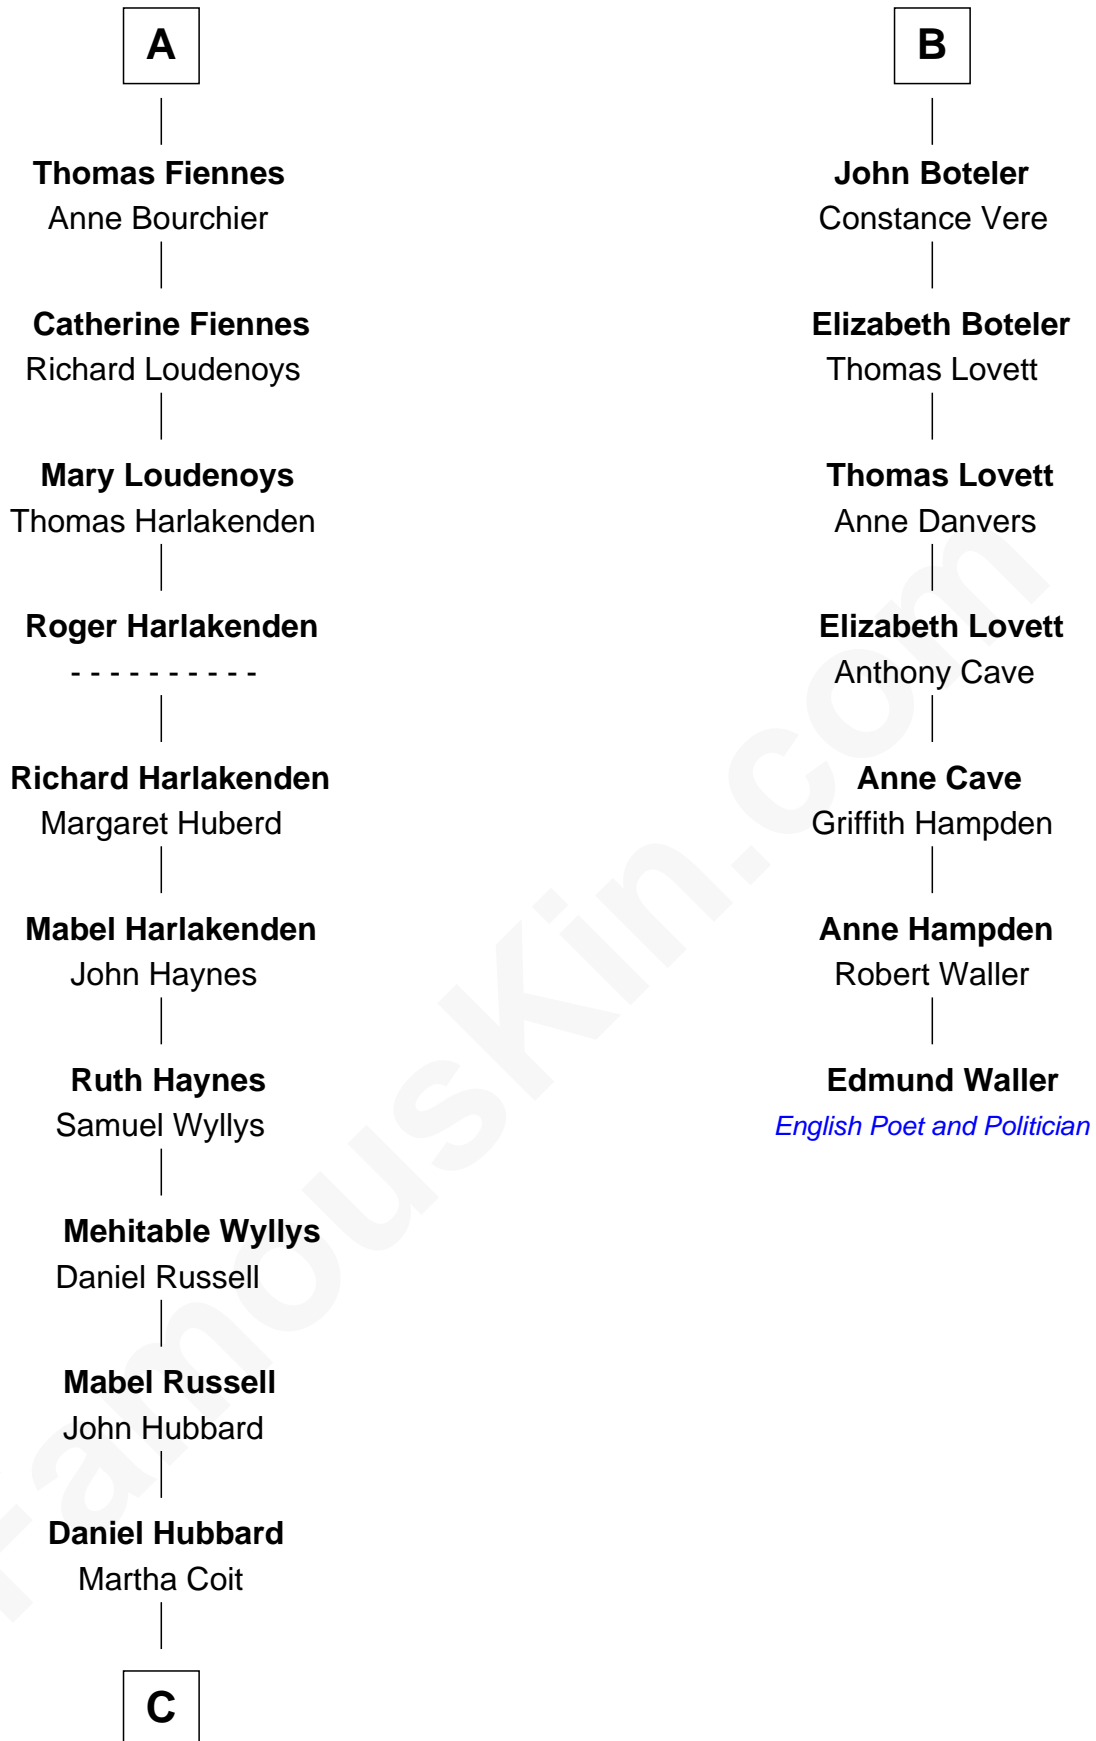 A
Thomas Fiennes
Anne Bourchier
Catherine Fiennes
Richard Loudenoys
Mary Loudenoys
Thomas Harlakenden
Roger Harlakenden
- - - - - - - - - -
Richard Harlakenden
Margaret Huberd
Mabel Harlakenden
John Haynes
Ruth Haynes
Samuel Wyllys
Mehitable Wyllys
Daniel Russell
Mabel Russell
John Hubbard
Daniel Hubbard
Martha Coit
C
B
John Boteler
Constance Vere
Elizabeth Boteler
Thomas Lovett
Thomas Lovett
Anne Danvers
Elizabeth Lovett
Anthony Cave
Anne Cave
Griffith Hampden
Anne Hampden
Robert Waller
Edmund Waller
English Poet and Politician
FamousKin.com